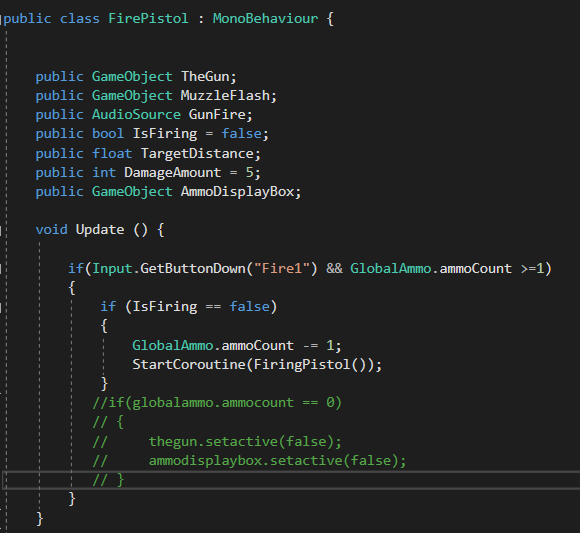 public class FirePistol : MonoBehaviour {
public GameObject TheGun;
public GameObject MuzzleFlash;
public AudioSource GunFire;
public bool IsFiring = false;
public float TargetDistance;
public int DamageAmount = 5;
public GameObject AmmoDisplayBox;
void Update () {
if(Input.GetButtonDown("Fire1") && GlobalAmmo.ammoCount >=1)
{
if (IsFiring == false)
{
GlobalAmmo.ammoCount -= 1;
StartCoroutine(FiringPistol());
}
//if(globalammo.ammocount == 0)
// {
//     thegun.setactive(false);
//     ammodisplaybox.setactive(false);
// }
}
}